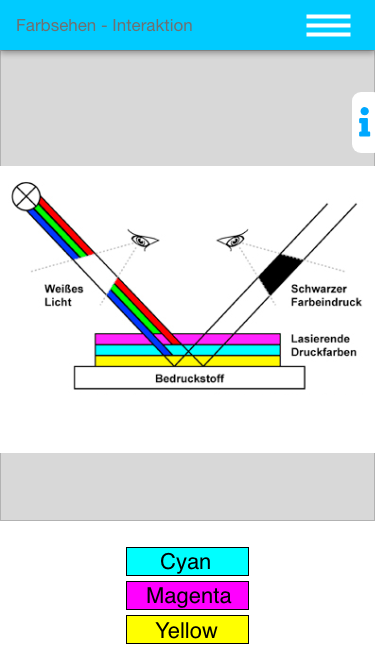 Farbsehen - Interaktion
i
Weißes
Licht
Schwarzer
Farbeindruck
Lasierende
Druckfarben
Bedruckstoff
Cyan
Magenta
Yellow